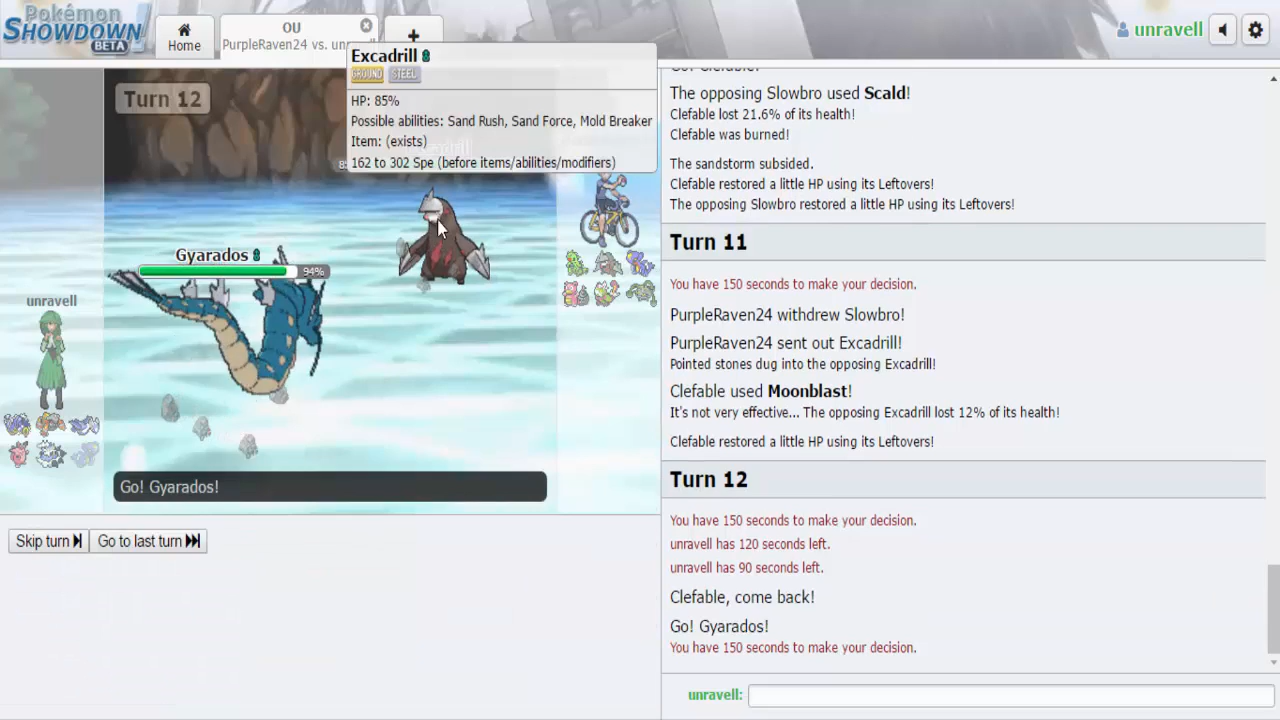 Pokémon
SHOWDOWN!
BETA
Home
OU
PurpleRaven24 vs. unravell
+
unravell
Excadrill
GROUND STEEL
HP: 85%
Possible abilities: Sand Rush, Sand Force, Mold Breaker
Item: (exists)
162 to 302 Spe (before items/abilities/modifiers)
Turn 12
Gyarados
94%
unravell
Go! Gyarados!
Skip turn
Go to last turn
The opposing Slowbro used Scald!
Clefable lost 21.6% of its health!
Clefable was burned!
The sandstorm subsided.
Clefable restored a little HP using its Leftovers!
The opposing Slowbro restored a little HP using its Leftovers!
Turn 11
You have 150 seconds to make your decision.
PurpleRaven24 withdrew Slowbro!
PurpleRaven24 sent out Excadrill!
Pointed stones dug into the opposing Excadrill!
Clefable used Moonblast!
It's not very effective... The opposing Excadrill lost 12% of its health!
Clefable restored a little HP using its Leftovers!
Turn 12
You have 150 seconds to make your decision.
unravell has 120 seconds left.
unravell has 90 seconds left.
Clefable, come back!
Go! Gyarados!
You have 150 seconds to make your decision.
unravell: